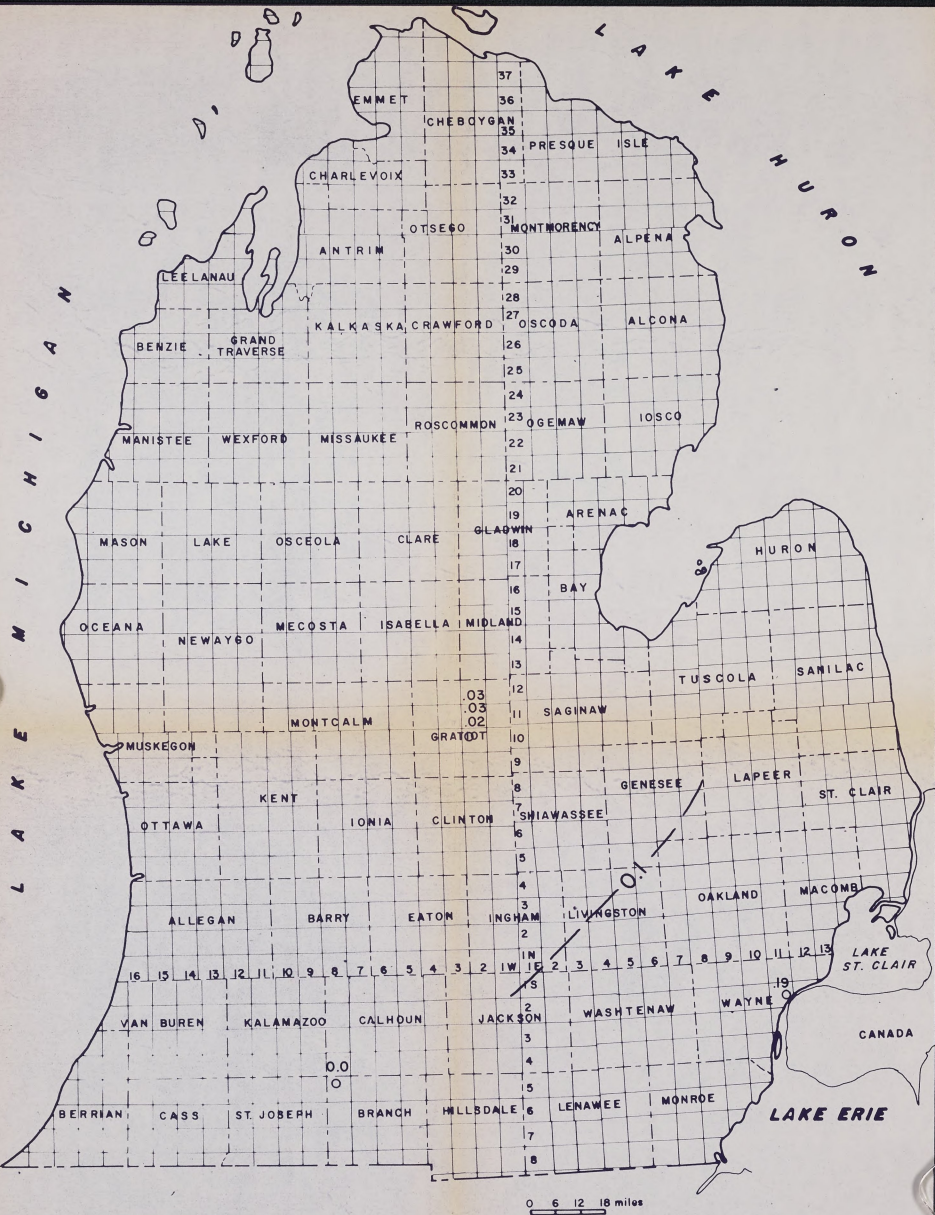 LAKE HURON
LAKE MICHIGAN
37
EMMET
36
CHEBOYGAN
35
PRESQUE ISLE
34
CHARLEVOIX
33
32
31
OTSEGO
MONTMORENCY
ALPENA
ANTRIM
30
29
LEELANAU
28
27
KALKASKA
CRAWFORD
OSCODA
ALCONA
BENZIE
GRAND
TRAVERSE
26
25
24
23
ROSCOMMON
OGEMAW
IOSCO
MANISTEE
WEXFORD
MISSAUKEE
22
21
20
19
ARENAC
GLADWIN
MASON
LAKE
OSCEOLA
CLARE
18
HURON
17
16
BAY
15
OCEANA
NEWAYGO
MECOSTA
ISABELLA
MIDLAND
14
13
TUSCOLA
SANILAC
12
.03
.03
.02
11
SAGINAW
MONTCALM
GRATIOT
10
MUSKEGON
9
8
GENESEE
LAPEER
ST. CLAIR
KENT
7
OTTAWA
IONIA
CLINTON
SHIAWASSEE
6
5
0.1
4
3
ALLEGAN
BARRY
EATON
INGHAM
LIVINGSTON
OAKLAND
MACOMB
2
1N
LAKE
ST. CLAIR
16 15 14 13 12 11 10 9 8 7 6 5 4 3 2 1W 1E 2 3 4 5 6 7 8 9 10 11 12 13
1S
.19
2
VAN BUREN
KALAMAZOO
CALHOUN
JACKSON
WASHTENAW
WAYNE
3
CANADA
4
0.0
5
BERRIAN
CASS
ST. JOSEPH
BRANCH
HILLSDALE
6
LENAWEE
MONROE
LAKE ERIE
7
8
0 6 12 18 miles